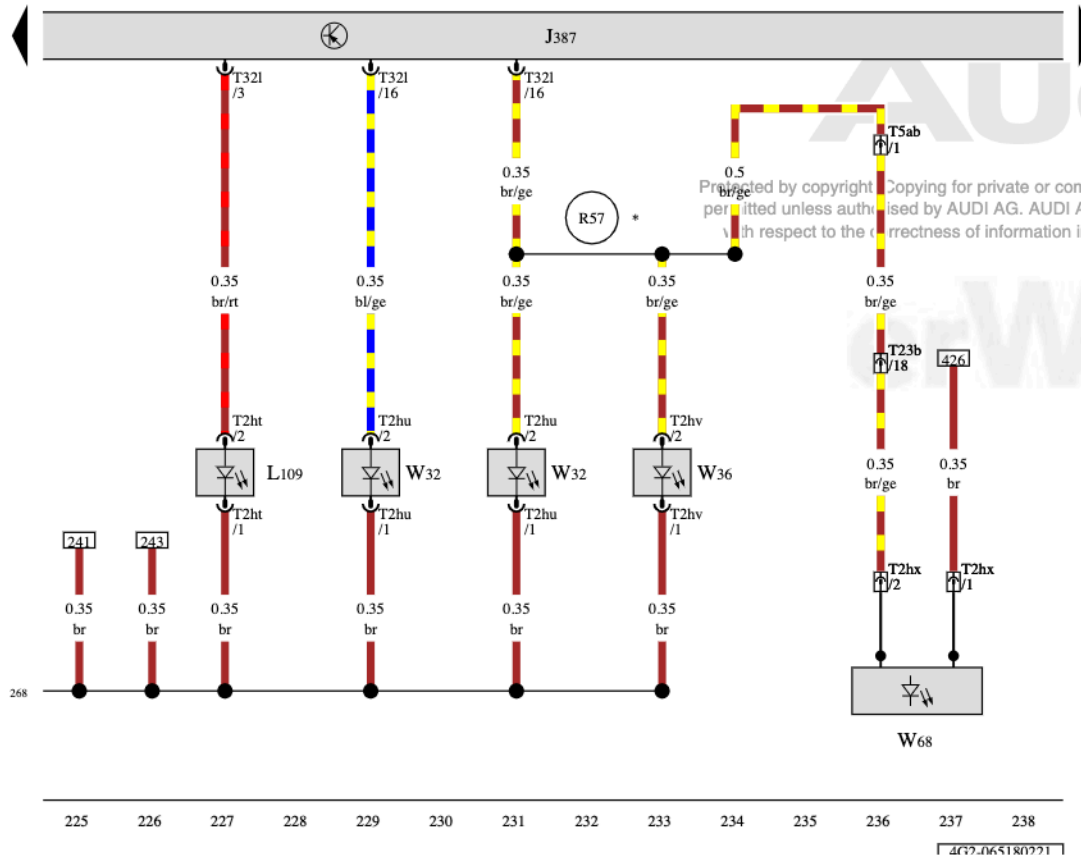 J387
T32l
/3
T32l
/16
T32l
/16
T5ab
/1
0.35
br/ge
0.5
br/ge
R57
*
Protected by copyright. Copying for private or com
permitted unless authorised by AUDI AG. AUDI A
with respect to the correctness of information i
0.35
br/rt
0.35
bl/ge
0.35
br/ge
0.35
br/ge
0.35
br/ge
T23b
/18
426
T2ht
/2
T2hu
/2
T2hu
/2
T2hv
/2
L109
W32
W32
W36
0.35
br/ge
0.35
br
T2ht
/1
T2hu
/1
T2hu
/1
T2hv
/1
241
243
T2hx
/2
T2hx
/1
0.35
br
0.35
br
0.35
br
0.35
br
0.35
br
0.35
br
268
W68
225 226 227 228 229 230 231 232 233 234 235 236 237 238
4G2-065180221